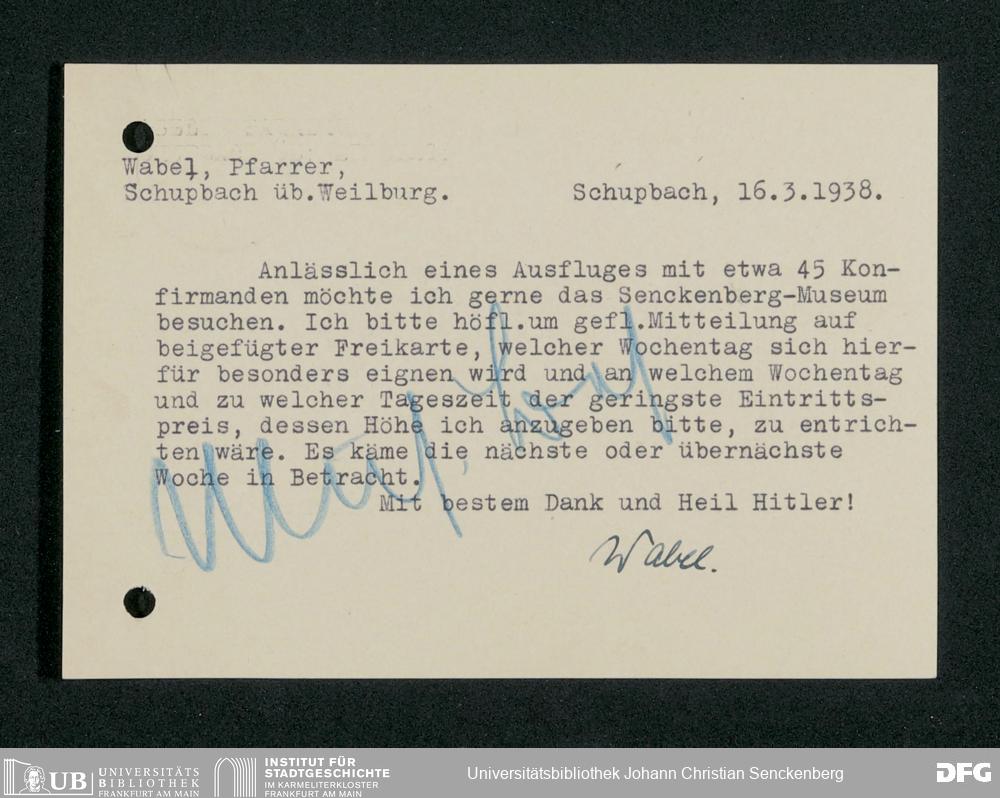 Wabel, Pfarrer,
Schupbach üb.Weilburg.
Schupbach, 16.3.1938.
Anlässlich eines Ausfluges mit etwa 45 Kon-
firmanden möchte ich gerne das Senckenberg-Museum
besuchen. Ich bitte höfl.um gefl.Mitteilung auf
beigefügter Freikarte, welcher Wochentag sich hier-
für besonders eignen wird und an welchem Wochentag
und zu welcher Tageszeit der geringste Eintritts-
preis, dessen Höhe ich anzugeben bitte, zu entrich-
ten wäre. Es käme die nächste oder übernächste
Woche in Betracht.
Mit bestem Dank und Heil Hitler!
Wabel.
UB
UNIVERSITÄTS
BIBLIOTHEK
FRANKFURT AM MAIN
INSTITUT FÜR
STADTGESCHICHTE
IM KARMELITERKLOSTER
FRANKFURT AM MAIN
Universitätsbibliothek Johann Christian Senckenberg
DFG